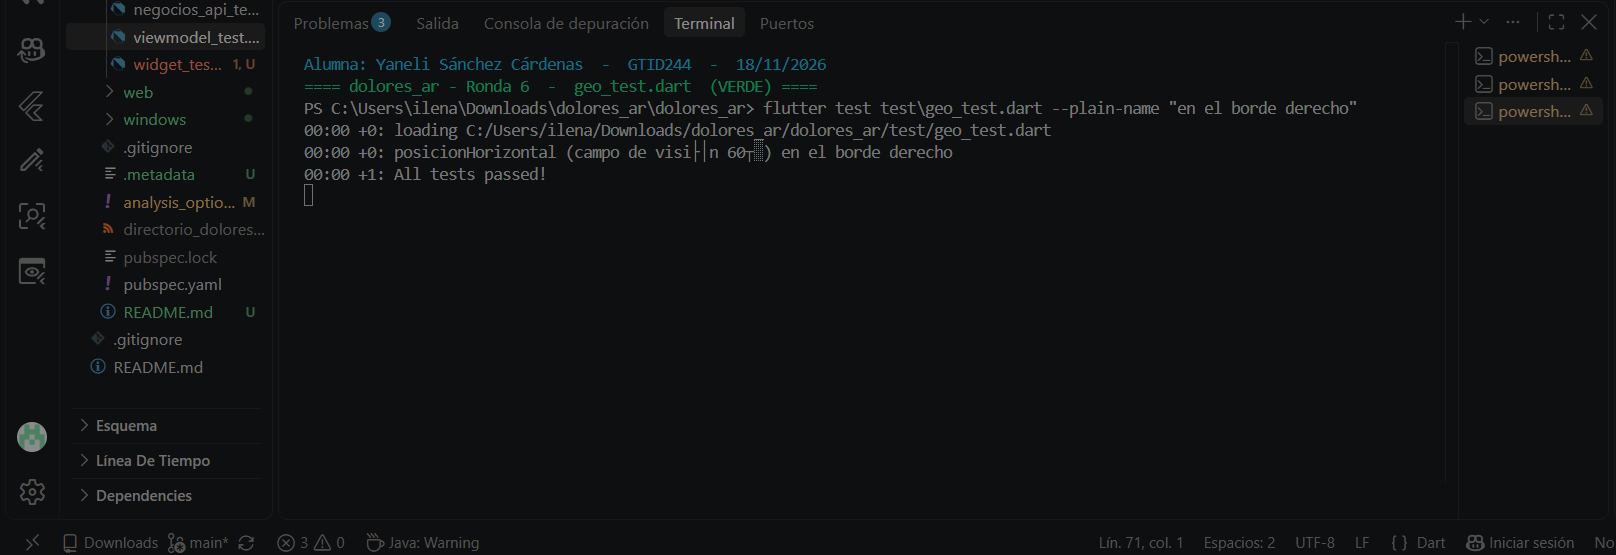 negocios_api_te...
viewmodel_test....
widget_tes... 1, U
web
windows
.gitignore
.metadata U
analysis_optio... M
directorio_dolores...
pubspec.lock
pubspec.yaml
README.md U
.gitignore
README.md
Esquema
Línea De Tiempo
Dependencies
Problemas 3 Salida Consola de depuración Terminal Puertos
Alumna: Yaneli Sánchez Cárdenas - GTID244 - 18/11/2026
==== dolores_ar - Ronda 6 - geo_test.dart (VERDE) ====
PS C:\Users\ilena\Downloads\dolores_ar\dolores_ar> flutter test test\geo_test.dart --plain-name "en el borde derecho"
00:00 +0: loading C:/Users/ilena/Downloads/dolores_ar/dolores_ar/test/geo_test.dart
00:00 +0: posicionHorizontal (campo de visi├│n 60┬░) en el borde derecho
00:00 +1: All tests passed!
powersh...
powersh...
powersh...
Downloads main* 3 0 Java: Warning Lín. 71, col. 1 Espacios: 2 UTF-8 LF { } Dart Iniciar sesión No